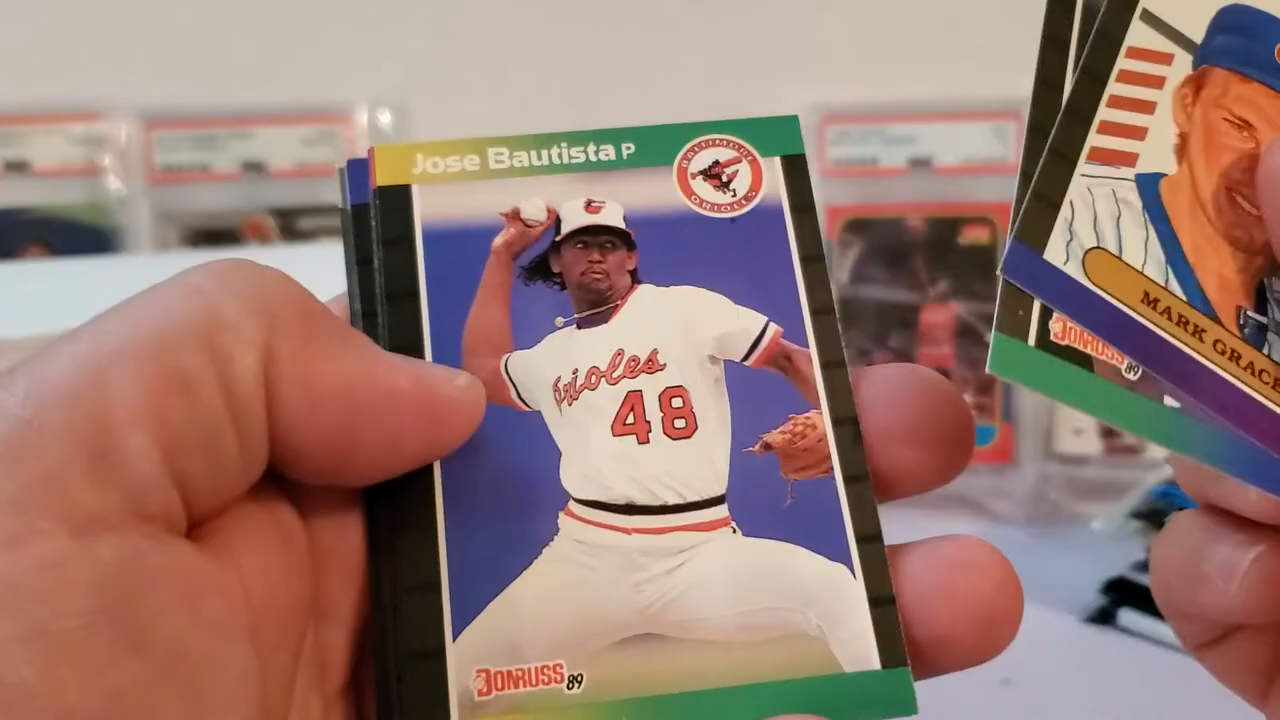 Jose Bautista P
BALTIMORE
ORIOLES
Orioles
48
DONRUSS 89
MARK GRACE
DONRUSS 89